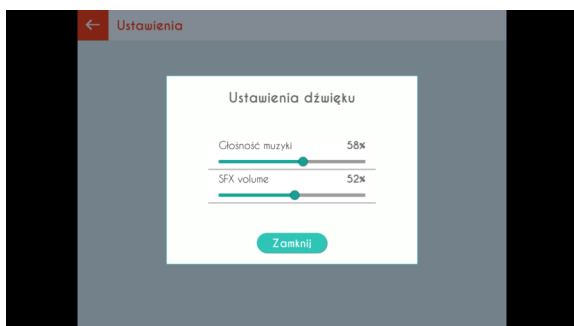 Ustawienia
Ustawienia dźwięku
Głośność muzyki 58%
SFX volume 52%
Zamknij